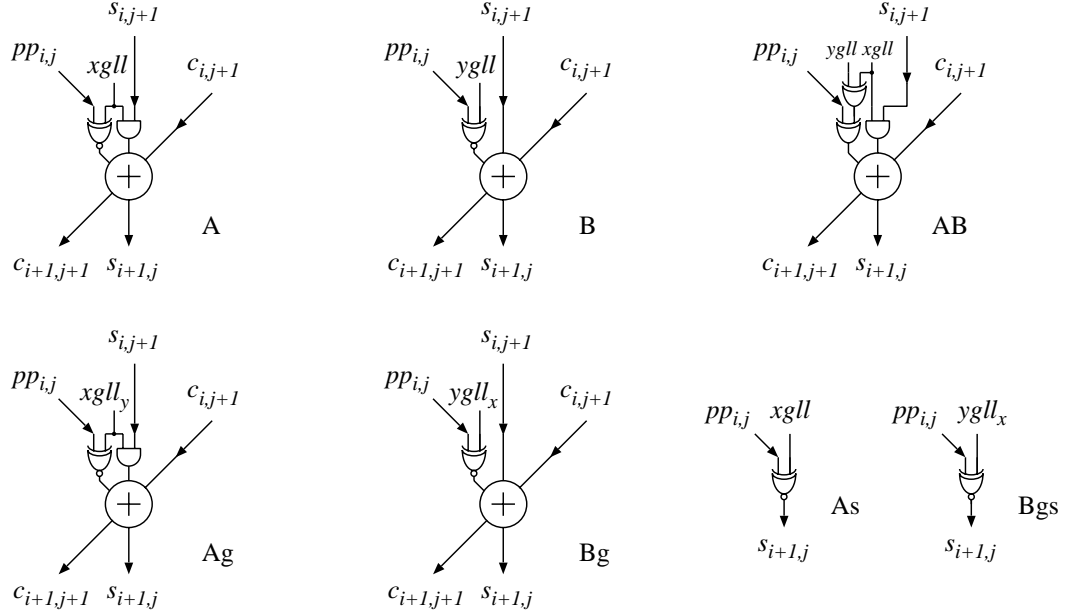 s_{i,j+1} s_{i,j+1} s_{i,j+1}
pp_{i,j} xgll c_{i,j+1} pp_{i,j} ygll c_{i,j+1} pp_{i,j} ygll xgll c_{i,j+1}
+ + +
A B AB
c_{i+1,j+1} s_{i+1,j} c_{i+1,j+1} s_{i+1,j} c_{i+1,j+1} s_{i+1,j}
s_{i,j+1} s_{i,j+1}
pp_{i,j} xgll_y c_{i,j+1} pp_{i,j} ygll_x c_{i,j+1} pp_{i,j} xgll pp_{i,j} ygll_x
+ +
As Bgs
Ag Bg s_{i+1,j} s_{i+1,j}
c_{i+1,j+1} s_{i+1,j} c_{i+1,j+1} s_{i+1,j}